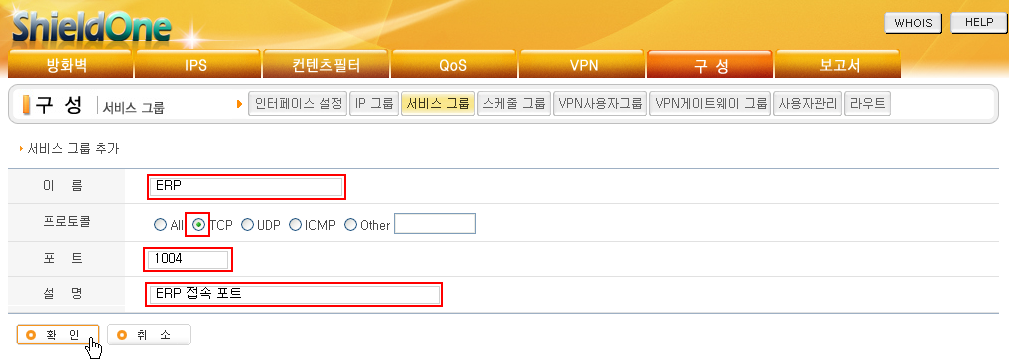 ShieldOne
WHOIS HELP
방화벽 IPS 컨텐츠필터 QoS VPN 구 성 보고서
구 성 서비스 그룹 인터페이스 설정 IP 그룹 서비스 그룹 스케줄 그룹 VPN사용자그룹 VPN게이트웨이 그룹 사용자관리 라우트
서비스 그룹 추가
이 름 ERP
프로토콜 All TCP UDP ICMP Other
포 트 1004
설 명 ERP 접속 포트
확 인 취 소